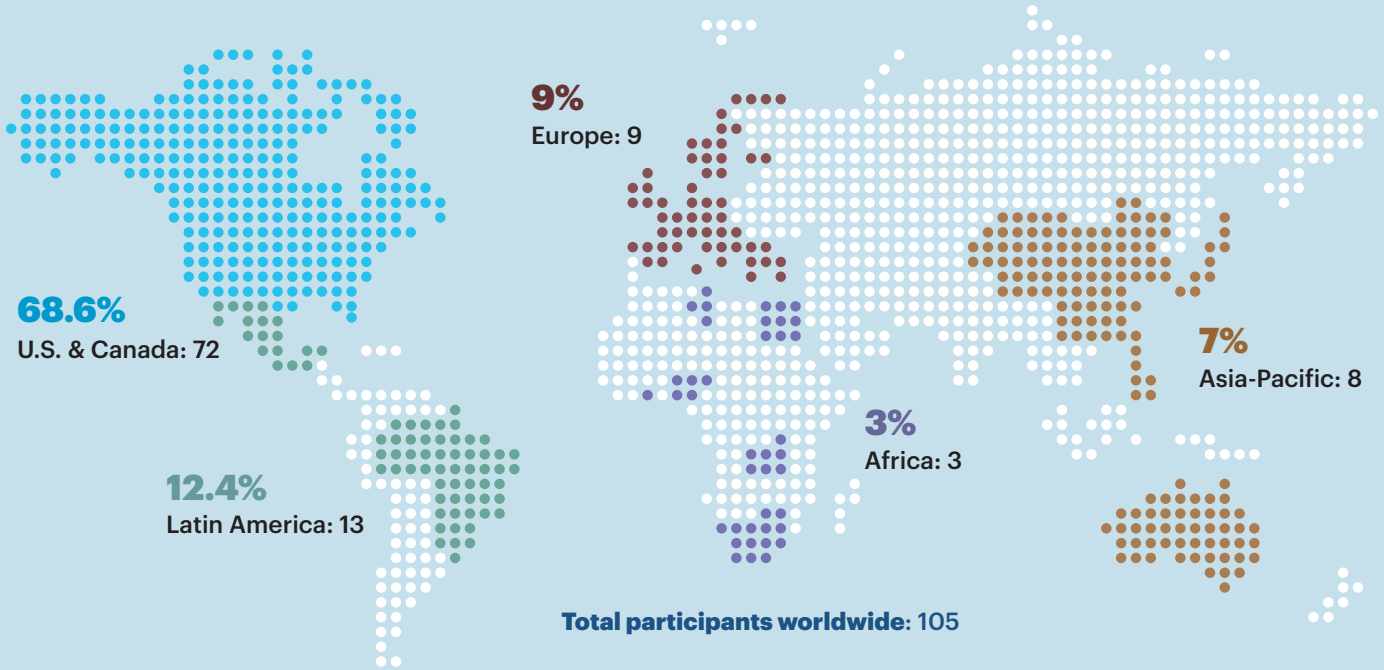 9%
Europe: 9
68.6%
U.S. & Canada: 72
7%
Asia-Pacific: 8
3%
Africa: 3
12.4%
Latin America: 13
Total participants worldwide: 105